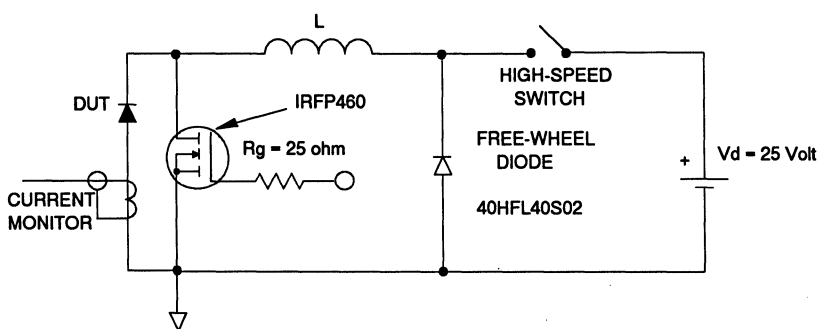 L
HIGH-SPEED
SWITCH
DUT
IRFP460
Rg = 25 ohm
FREE-WHEEL
DIODE
+
Vd = 25 Volt
CURRENT
MONITOR
40HFL40S02